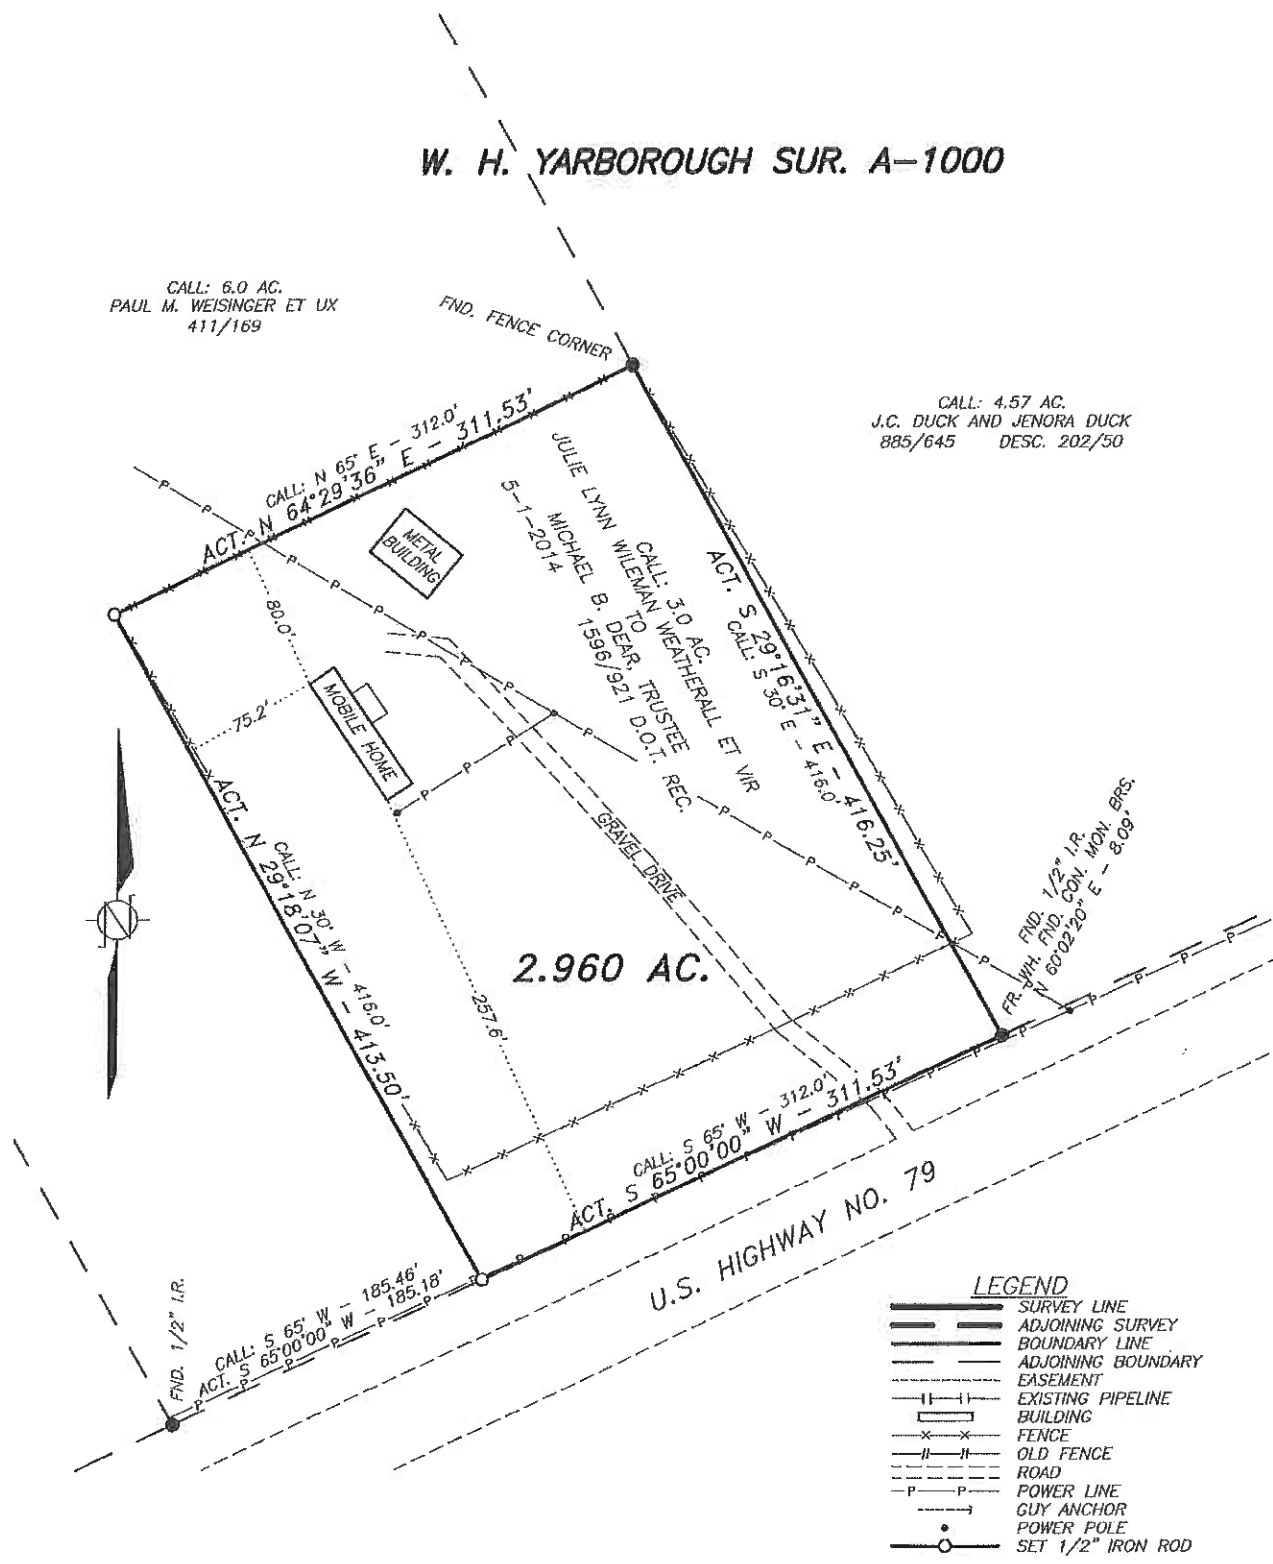 W. H. YARBOROUGH SUR. A-1000
CALL: 6.0 AC.
PAUL M. WEISINGER ET UX
411/169
FND. FENCE CORNER
CALL: 4.57 AC.
J.C. DUCK AND JENORA DUCK
885/645 DESC. 202/50
CALL: N 65° E - 312.0'
ACT. N 64°29'36" E - 311.53'
METAL
BUILDING
CALL: 3.0 AC.
JULIE LYNN WILEMAN WEATHERALL ET VIR
TO
MICHAEL B. DEAR, TRUSTEE
5-1-2014 1596/921 D.O.T. REC.
ACT. S 29°16'31" E - 416.25'
CALL: S 30° E - 416.0'
80.0'
75.2'
MOBILE HOME
GRAVEL DRIVE
CALL: N 30° W - 416.0'
ACT. N 29°18'07" W - 413.50'
2.960 AC.
257.6'
FND. 1/2" I.R.
FR. WH. FND. CON. MON. BRS.
N 60°02'20" E - 8.09'
CALL: S 65° W - 312.0'
ACT. S 65°00'00" W - 311.53'
U.S. HIGHWAY NO. 79
FND. 1/2" I.R.
CALL: S 65° W - 185.46'
ACT. S 65°00'00" W - 185.18'
LEGEND
SURVEY LINE
ADJOINING SURVEY
BOUNDARY LINE
ADJOINING BOUNDARY
EASEMENT
EXISTING PIPELINE
BUILDING
FENCE
OLD FENCE
ROAD
P P POWER LINE
GUY ANCHOR
POWER POLE
SET 1/2" IRON ROD